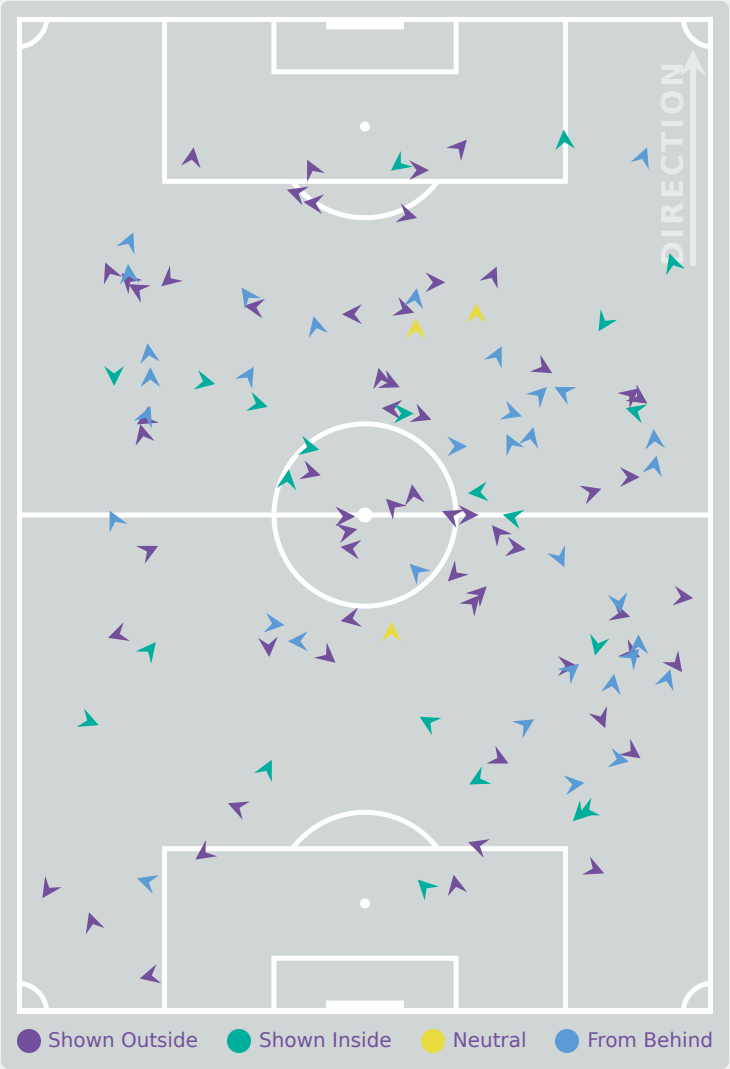 DIRECTION
Shown Outside
Shown Inside
Neutral
From Behind